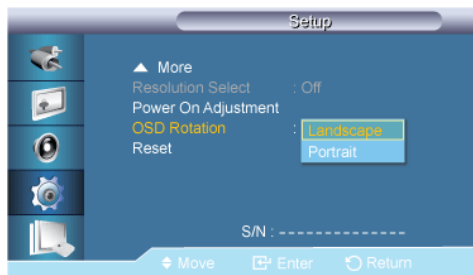 Setup
▲ More
Resolution Select : Off
Power On Adjustment
OSD Rotation : Landscape
Portrait
Reset
S/N : - - - - - - - - - - - - - -
Move Enter Return